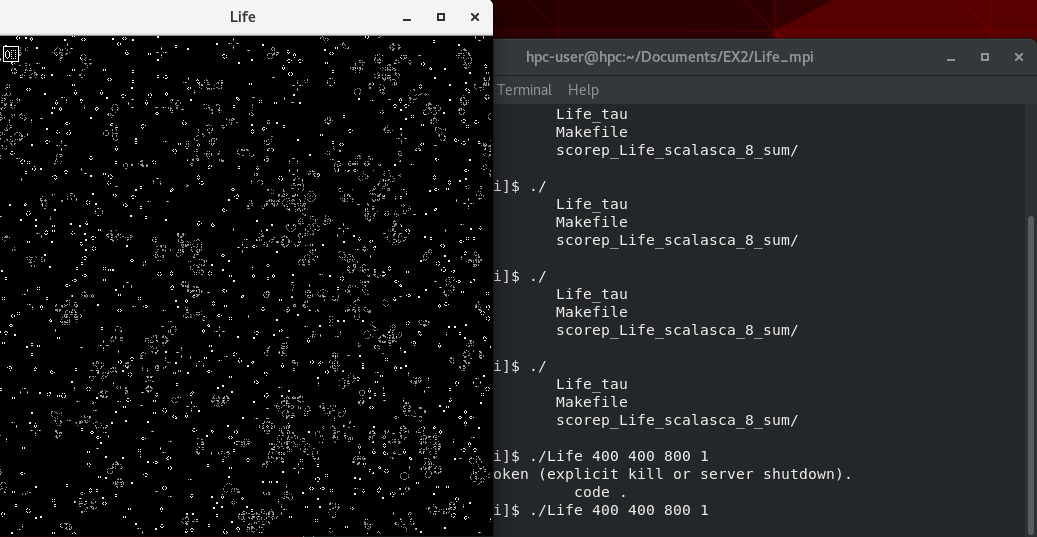 Life
hpc-user@hpc:~/Documents/EX2/Life_mpi
Terminal Help
Life_tau
Makefile
scorep_Life_scalasca_8_sum/
i]$ ./
Life_tau
Makefile
scorep_Life_scalasca_8_sum/
i]$ ./
Life_tau
Makefile
scorep_Life_scalasca_8_sum/
i]$ ./
Life_tau
Makefile
scorep_Life_scalasca_8_sum/
i]$ ./Life 400 400 800 1
oken (explicit kill or server shutdown).
code .
i]$ ./Life 400 400 800 1